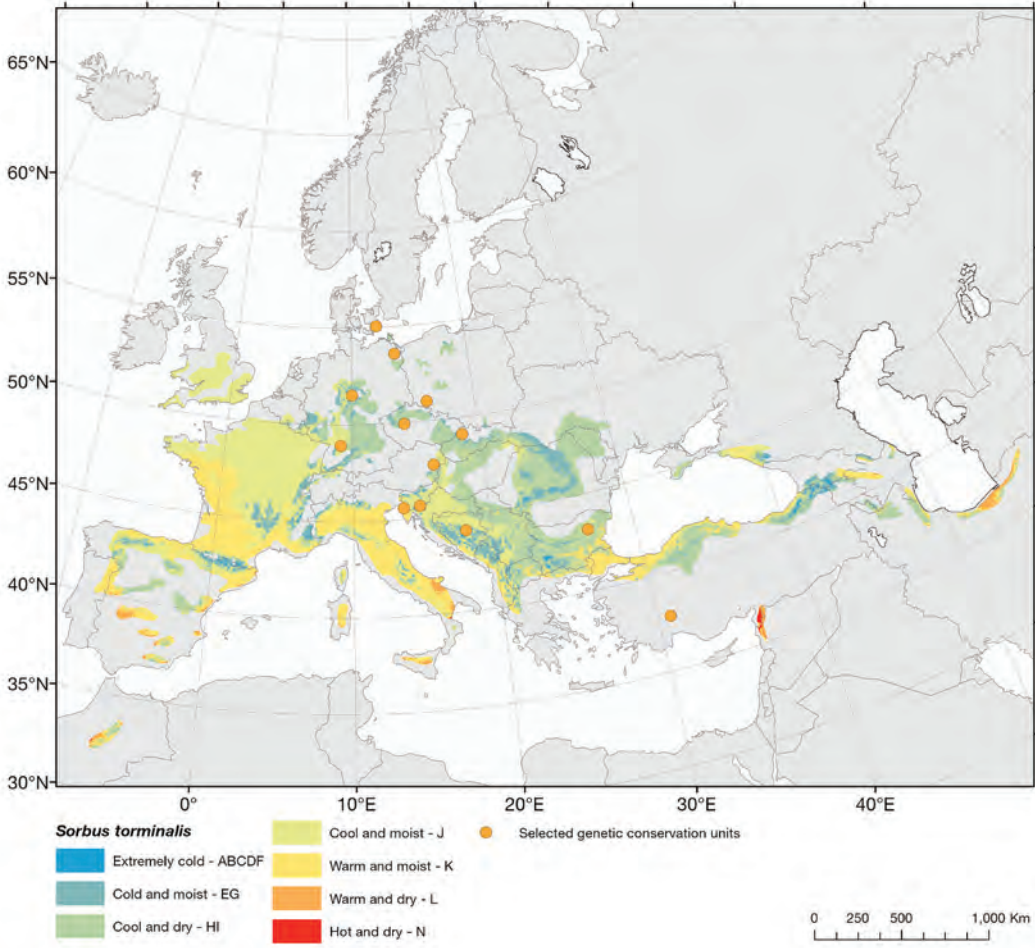 65°N
60°N
55°N
50°N
45°N
40°N
35°N
30°N
0° 10°E 20°E 30°E 40°E
Sorbus torminalis
Extremely cold - ABCDF
Cold and moist - EG
Cool and dry - HI
Cool and moist - J
Warm and moist - K
Warm and dry - L
Hot and dry - N
Selected genetic conservation units
0 250 500 1,000 Km